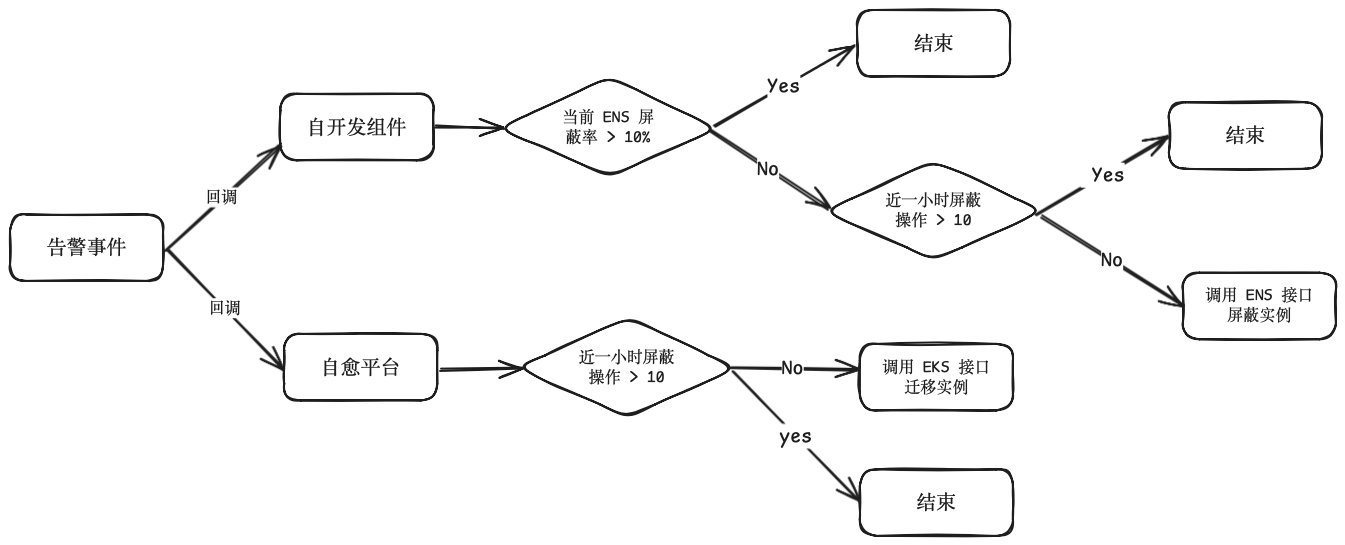 结束
Yes
自开发组件
当前 ENS 屏
蔽率 > 10%
结束
No
Yes
回调
近一小时屏蔽
操作 > 10
告警事件
No
调用 ENS 接口
屏蔽实例
回调
自愈平台
近一小时屏蔽
操作 > 10
No
调用 EKS 接口
迁移实例
yes
结束